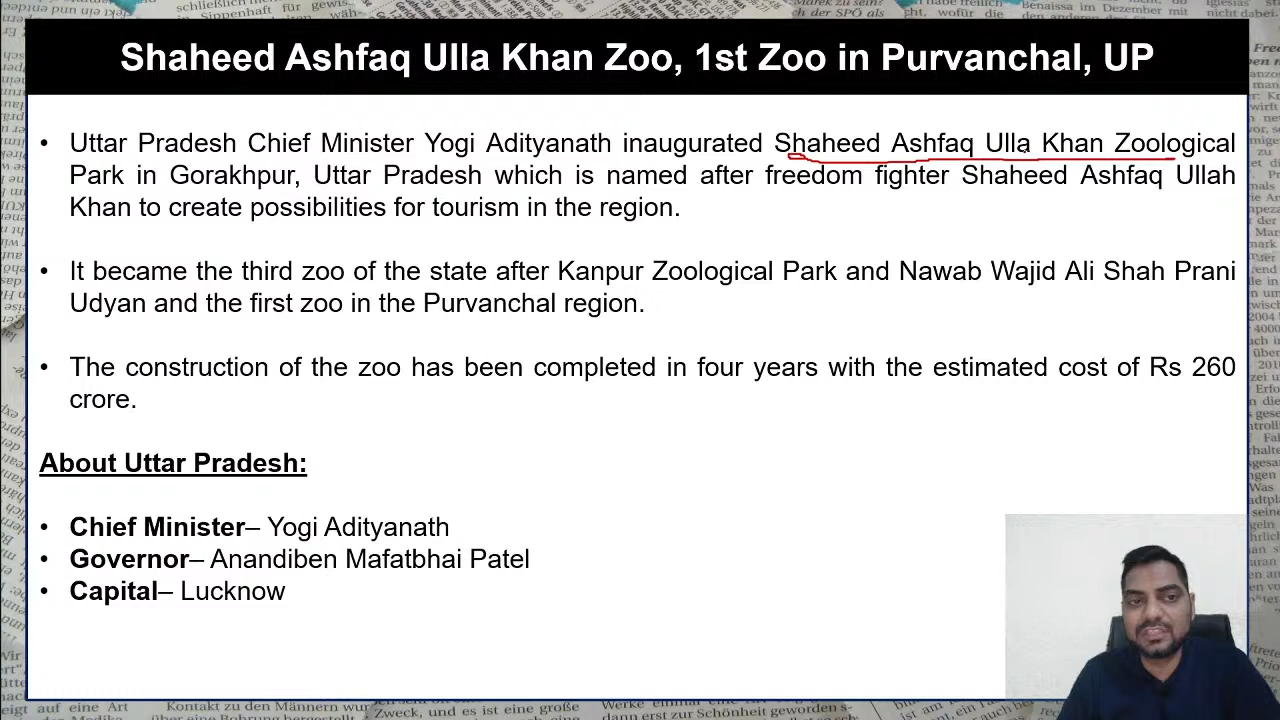 Shaheed Ashfaq Ulla Khan Zoo, 1st Zoo in Purvanchal, UP
• Uttar Pradesh Chief Minister Yogi Adityanath inaugurated Shaheed Ashfaq Ulla Khan Zoological
Park in Gorakhpur, Uttar Pradesh which is named after freedom fighter Shaheed Ashfaq Ullah
Khan to create possibilities for tourism in the region.
• It became the third zoo of the state after Kanpur Zoological Park and Nawab Wajid Ali Shah Prani
Udyan and the first zoo in the Purvanchal region.
• The construction of the zoo has been completed in four years with the estimated cost of Rs 260
crore.
About Uttar Pradesh:
• Chief Minister– Yogi Adityanath
• Governor– Anandiben Mafatbhai Patel
• Capital– Lucknow